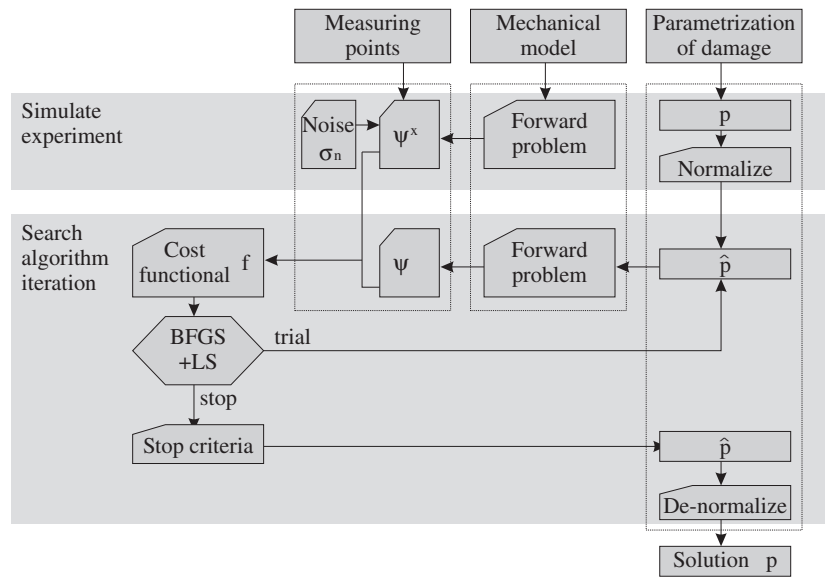 Measuring
points
Mechanical
model
Parametrization
of damage
Simulate
experiment
Noise
σn
ψˣ
Forward
problem
p
Normalize
Search
algorithm
iteration
Cost
functional f
ψ
Forward
problem
p̂
BFGS
+LS
trial
stop
Stop criteria
p̂
De-normalize
Solution p